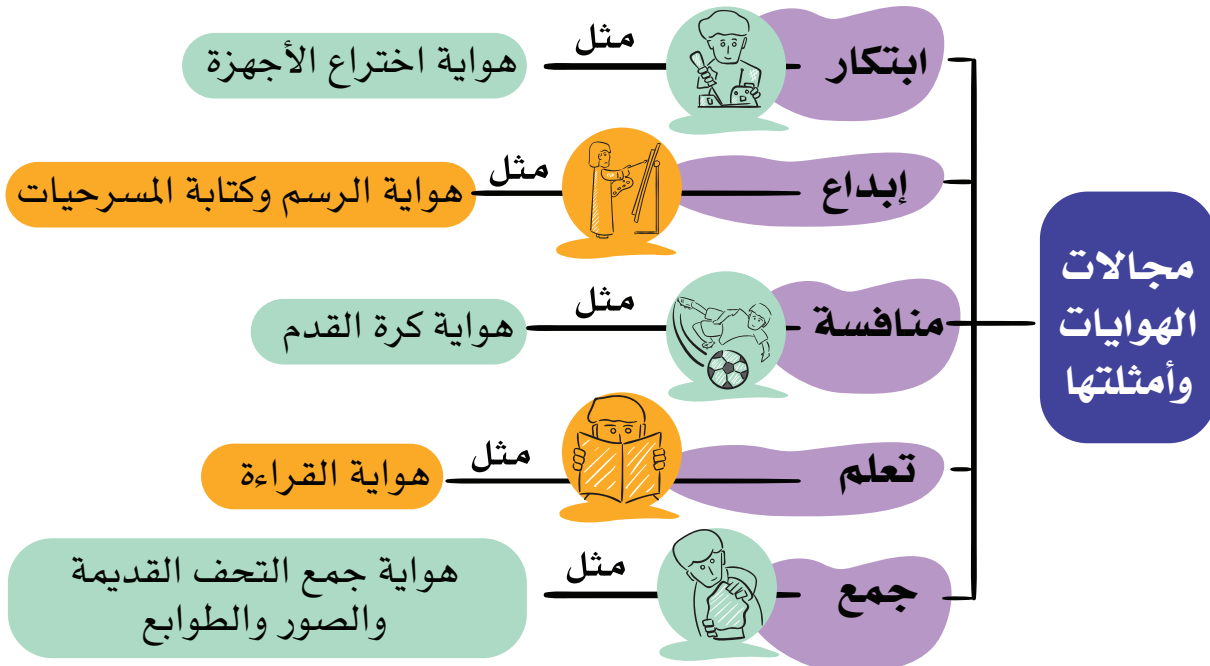 مجالات
الهوايات
وأمثلتها
ابتكار
مثل
هواية اختراع الأجهزة
إبداع
مثل
هواية الرسم وكتابة المسرحيات
منافسة
مثل
هواية كرة القدم
تعلم
مثل
هواية القراءة
جمع
مثل
هواية جمع التحف القديمة
والصور والطوابع